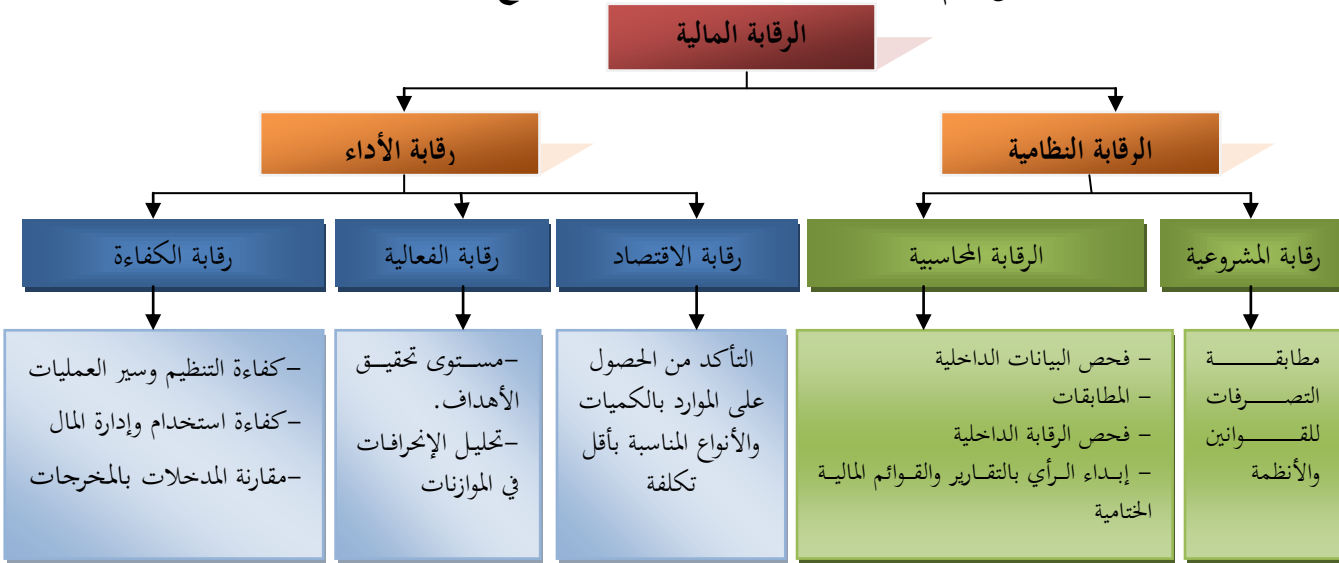 الرقابة المالية
الرقابة النظامية
رقابة الأداء
رقابة المشروعية
الرقابة المحاسبية
رقابة الاقتصاد
رقابة الفعالية
رقابة الكفاءة
مطابقة
التصرفات
للقوانين
والأنظمة
- فحص البيانات الداخلية
- المطابقات
- فحص الرقابة الداخلية
- إبداء الرأي بالتقارير والقوائم المالية
الختامية
التأكد من الحصول
على الموارد بالكميات
والأنواع المناسبة بأقل
تكلفة
-مستوى تحقيق
الأهداف.
-تحليل الإنحرافات
في الموازنات
-كفاءة التنظيم وسير العمليات
-كفاءة استخدام وإدارة المال
-مقارنة المدخلات بالمخرجات